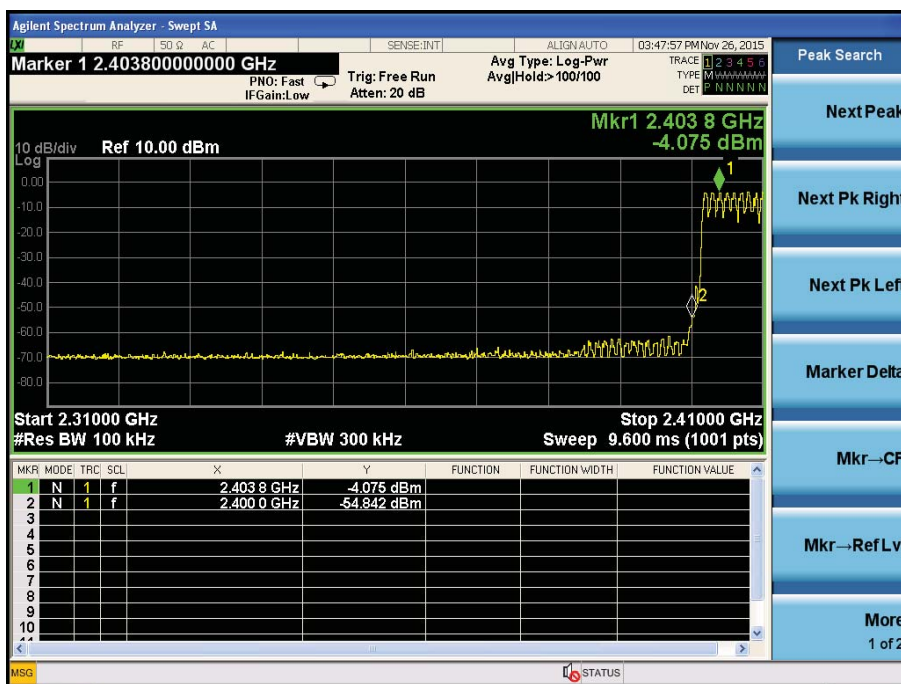 Agilent Spectrum Analyzer - Swept SA
LXI RF 50 Ω AC SENSE:INT ALIGN AUTO 03:47:57 PM Nov 26, 2015
Marker 1 2.403800000000 GHz
PNO: Fast
IFGain:Low
Trig: Free Run
Atten: 20 dB
Avg Type: Log-Pwr
Avg|Hold:> 100/100
TRACE 1 2 3 4 5 6
TYPE M
DET P N N N N N
Mkr1 2.403 8 GHz
-4.075 dBm
10 dB/div Ref 10.00 dBm
Log
0.00
-10.0
-20.0
-30.0
-40.0
-50.0
-60.0
-70.0
-80.0
1
2
Start 2.31000 GHz Stop 2.41000 GHz
#Res BW 100 kHz #VBW 300 kHz Sweep 9.600 ms (1001 pts)
MKR MODE TRC SCL X Y FUNCTION FUNCTION WIDTH FUNCTION VALUE
1 N 1 f 2.403 8 GHz -4.075 dBm
2 N 1 f 2.400 0 GHz -54.842 dBm
3
4
5
6
7
8
9
10
MSG STATUS
Peak Search
Next Peak
Next Pk Right
Next Pk Left
Marker Delta
Mkr→CF
Mkr→Ref Lv
More
1 of 2